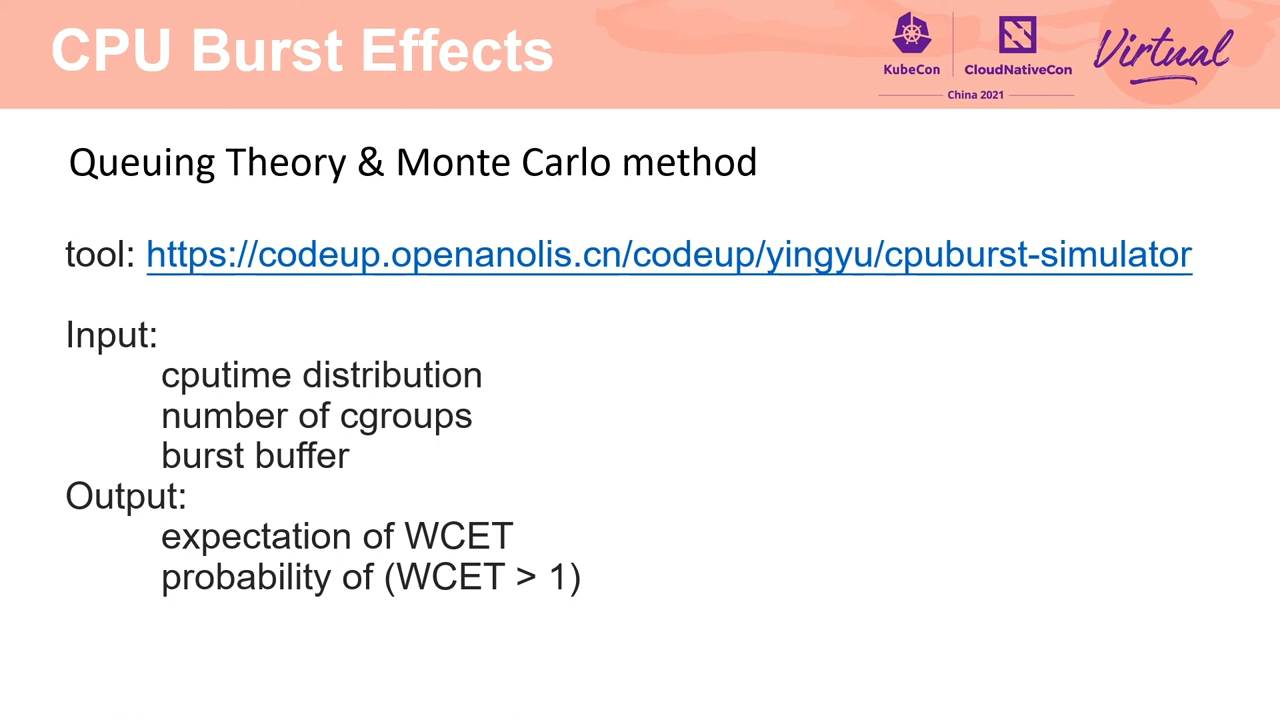 CPU Burst Effects
KubeCon
CloudNativeCon
China 2021
Virtual
Queuing Theory & Monte Carlo method
tool: https://codeup.openanolis.cn/codeup/yingyu/cpuburst-simulator
Input:
cputime distribution
number of cgroups
burst buffer
Output:
expectation of WCET
probability of (WCET > 1)